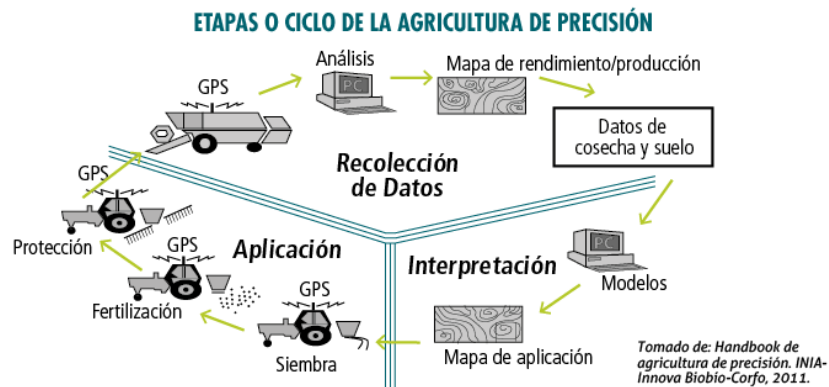 ETAPAS O CICLO DE LA AGRICULTURA DE PRECISIÓN
GPS
Análisis
PC
Mapa de rendimiento/producción
Datos de
cosecha y suelo
Recolección
de Datos
GPS
Protección
GPS
Fertilización
Aplicación
GPS
Siembra
Interpretación
PC
Modelos
Mapa de aplicación
Tomado de: Handbook de
agricultura de precisión. INIA-
Innova Biobío-Corfo, 2011.